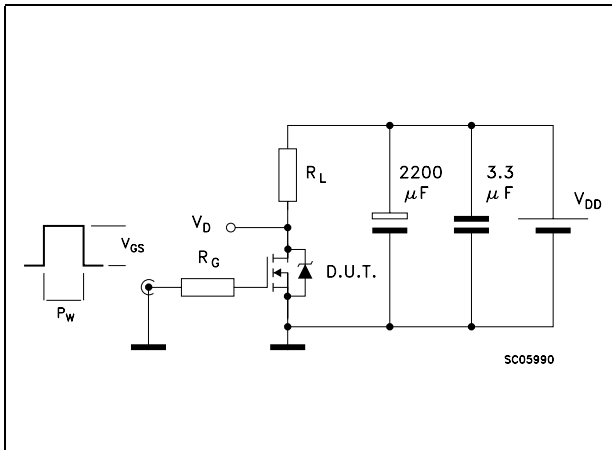 2200
μF
3.3
μF
R_L
V_DD
V_D
V_GS
R_G
D.U.T.
P_W
SC05990